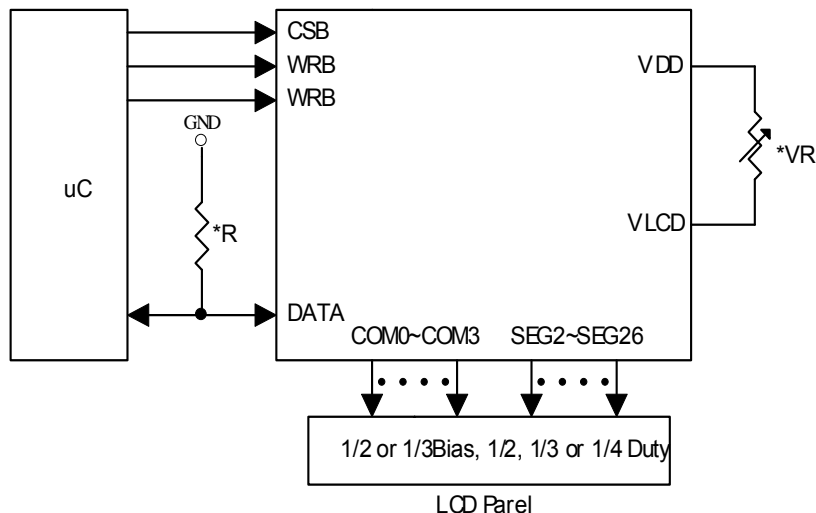 CSB
WRB
WRB
GND
uC
*R
DATA
VDD
*VR
VLCD
COM0~COM3
SEG2~SEG26
1/2 or 1/3Bias, 1/2, 1/3 or 1/4 Duty
LCD Parel